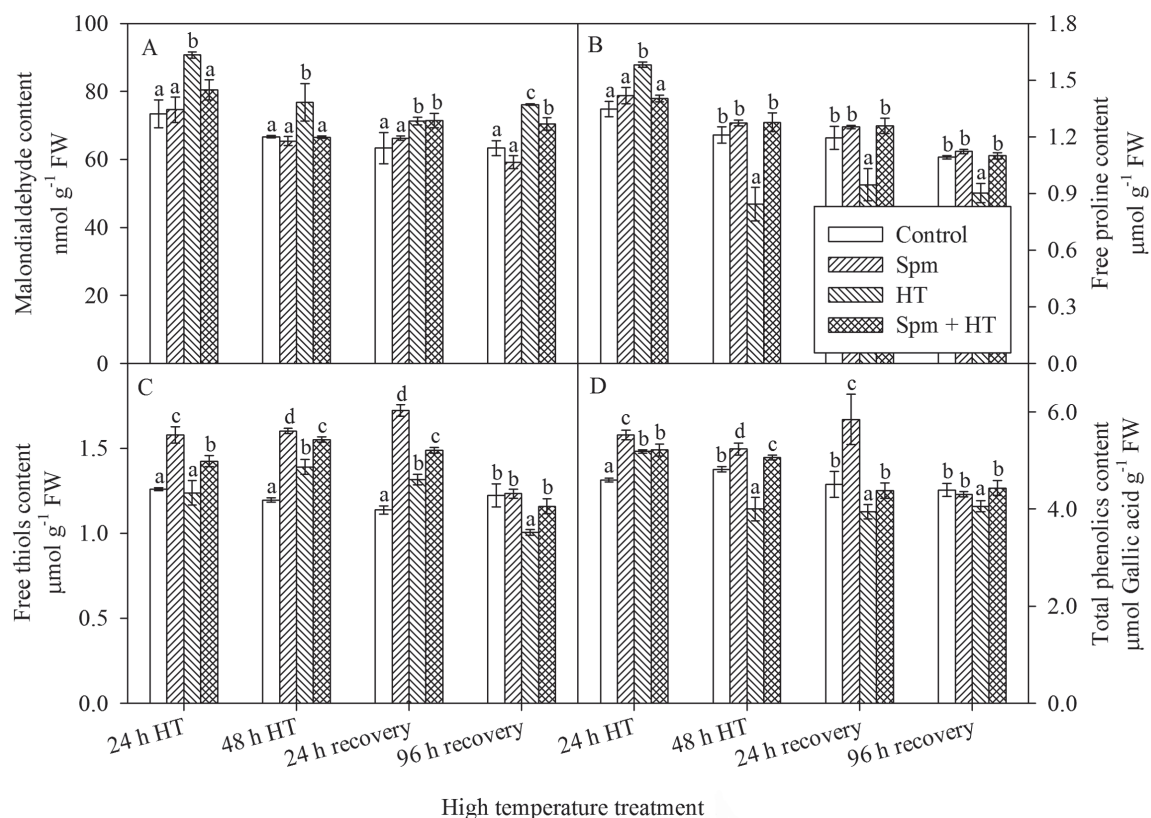 100
80
60
40
20
0
Malondialdehyde content
nmol g-1 FW
A
a a b a
a a b a
a a b b
a a c b
B
a a b a
b b a b
b b a b
b b a b
1.8
1.5
1.2
0.9
0.6
0.3
0.0
Free proline content
µmol g-1 FW
Control
Spm
HT
Spm + HT
1.5
1.0
0.5
0.0
Free thiols content
µmol g-1 FW
C
a c a b
a d b c
a d b c
b b a b
D
a c b b
b d a c
b c a b
b b a b
6.0
4.0
2.0
0.0
Total phenolics content
µmol Gallic acid g-1 FW
24 h HT
48 h HT
24 h recovery
96 h recovery
24 h HT
48 h HT
24 h recovery
96 h recovery
High temperature treatment